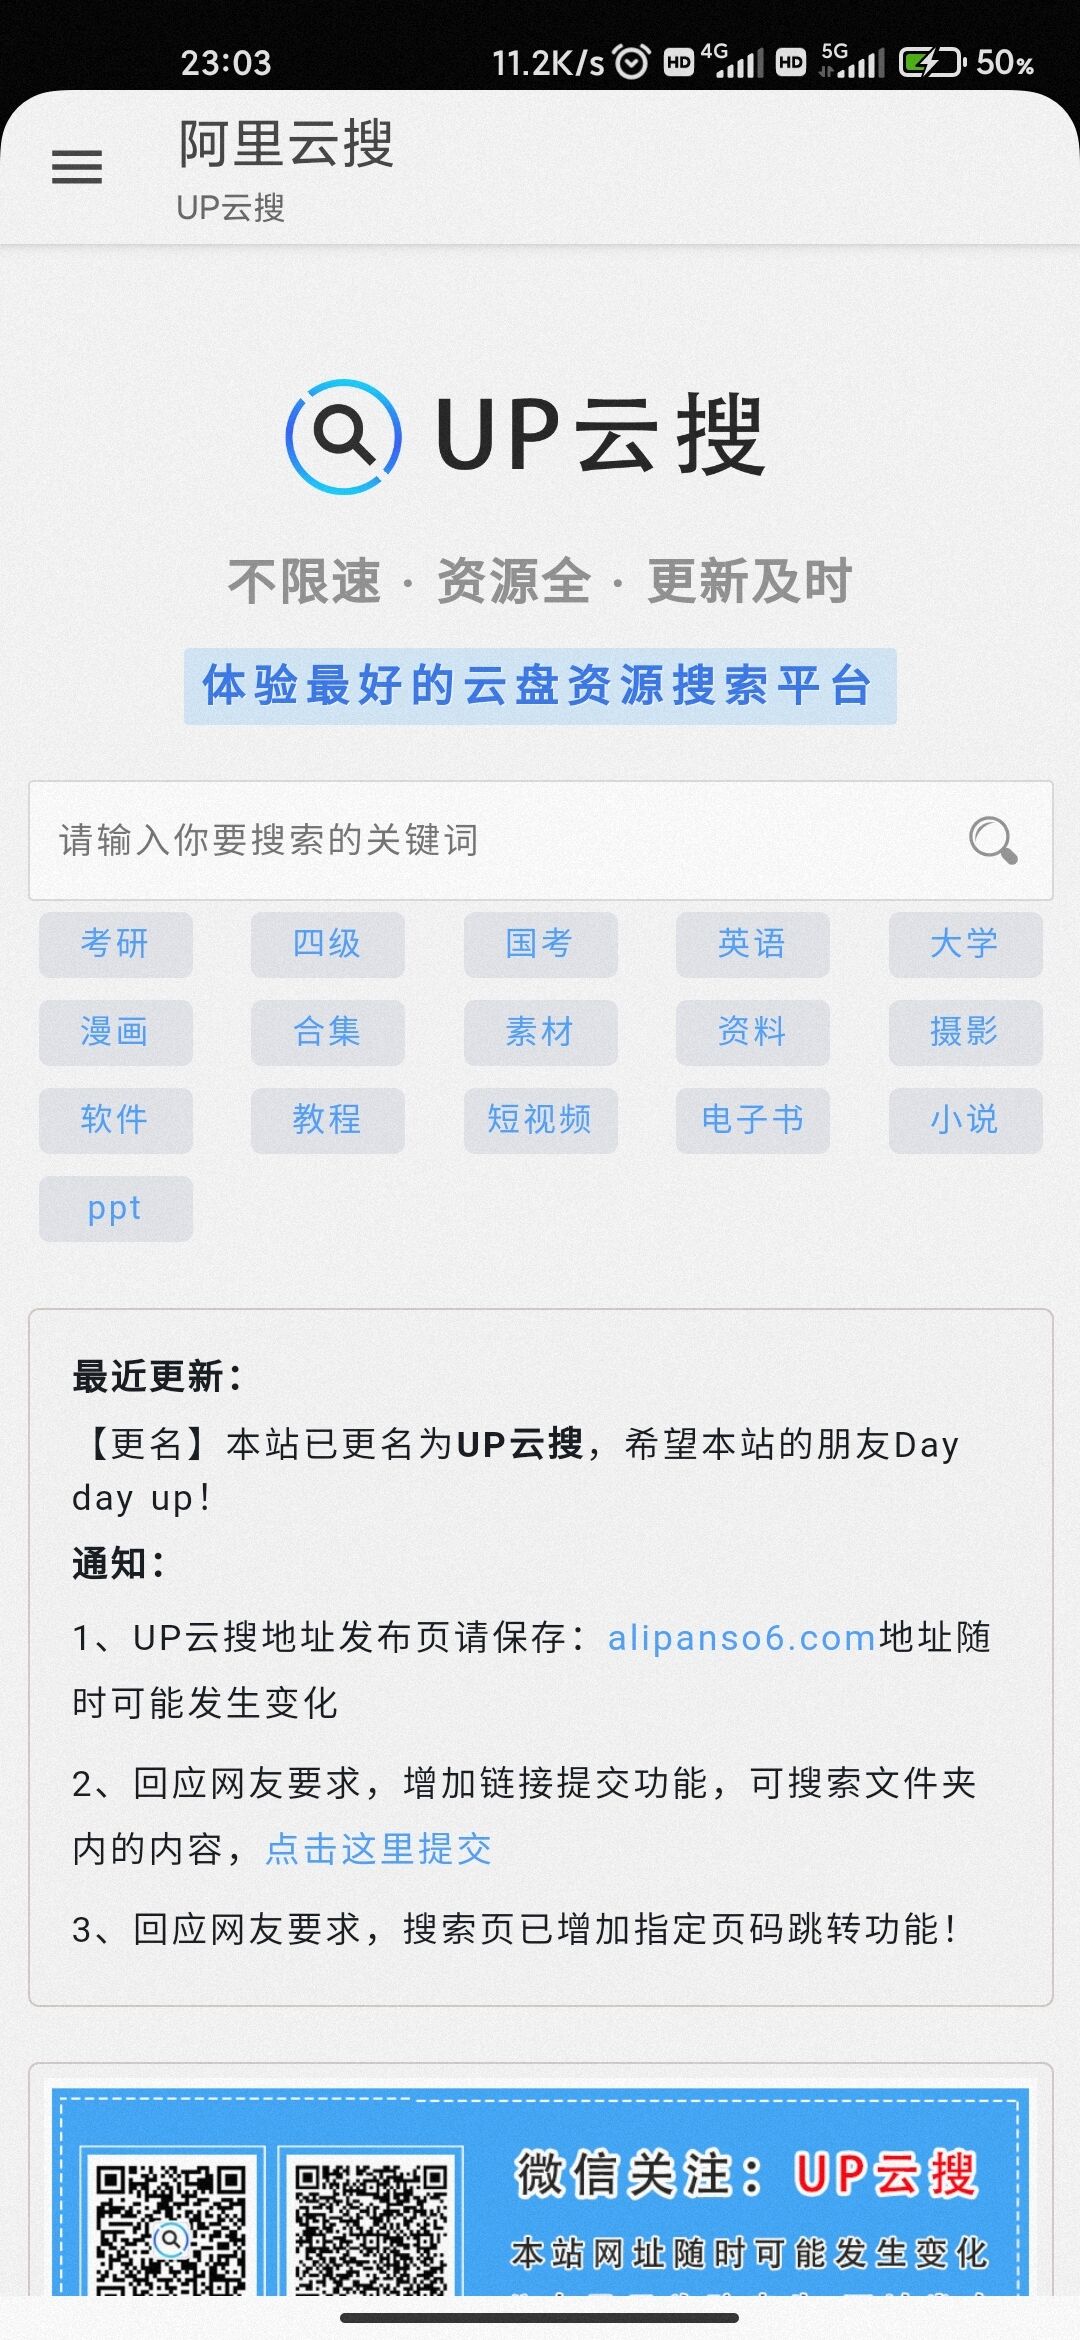 23:03 11.2K/s HD 4G HD 5G 50%
阿里云搜
UP云搜
UP云搜
不限速 · 资源全 · 更新及时
体验最好的云盘资源搜索平台
请输入你要搜索的关键词
考研 四级 国考 英语 大学
漫画 合集 素材 资料 摄影
软件 教程 短视频 电子书 小说
ppt
最近更新：
【更名】本站已更名为UP云搜，希望本站的朋友Day
day up！
通知：
1、UP云搜地址发布页请保存：alipanso6.com地址随
时可能发生变化
2、回应网友要求，增加链接提交功能，可搜索文件夹
内的内容，点击这里提交
3、回应网友要求，搜索页已增加指定页码跳转功能！
微信关注：UP云搜
本站网址随时可能发生变化